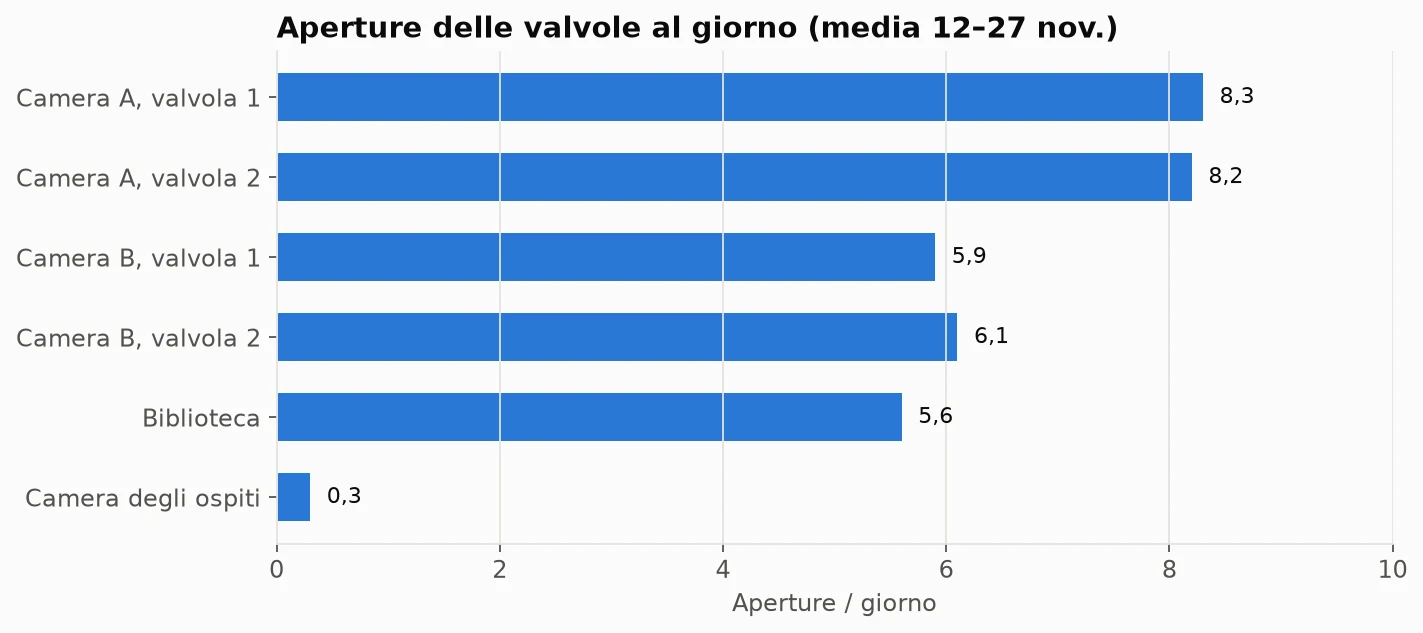 Aperture delle valvole al giorno (media 12–27 nov.)
Camera A, valvola 1 8,3
Camera A, valvola 2 8,2
Camera B, valvola 1 5,9
Camera B, valvola 2 6,1
Biblioteca 5,6
Camera degli ospiti 0,3
0 2 4 6 8 10
Aperture / giorno